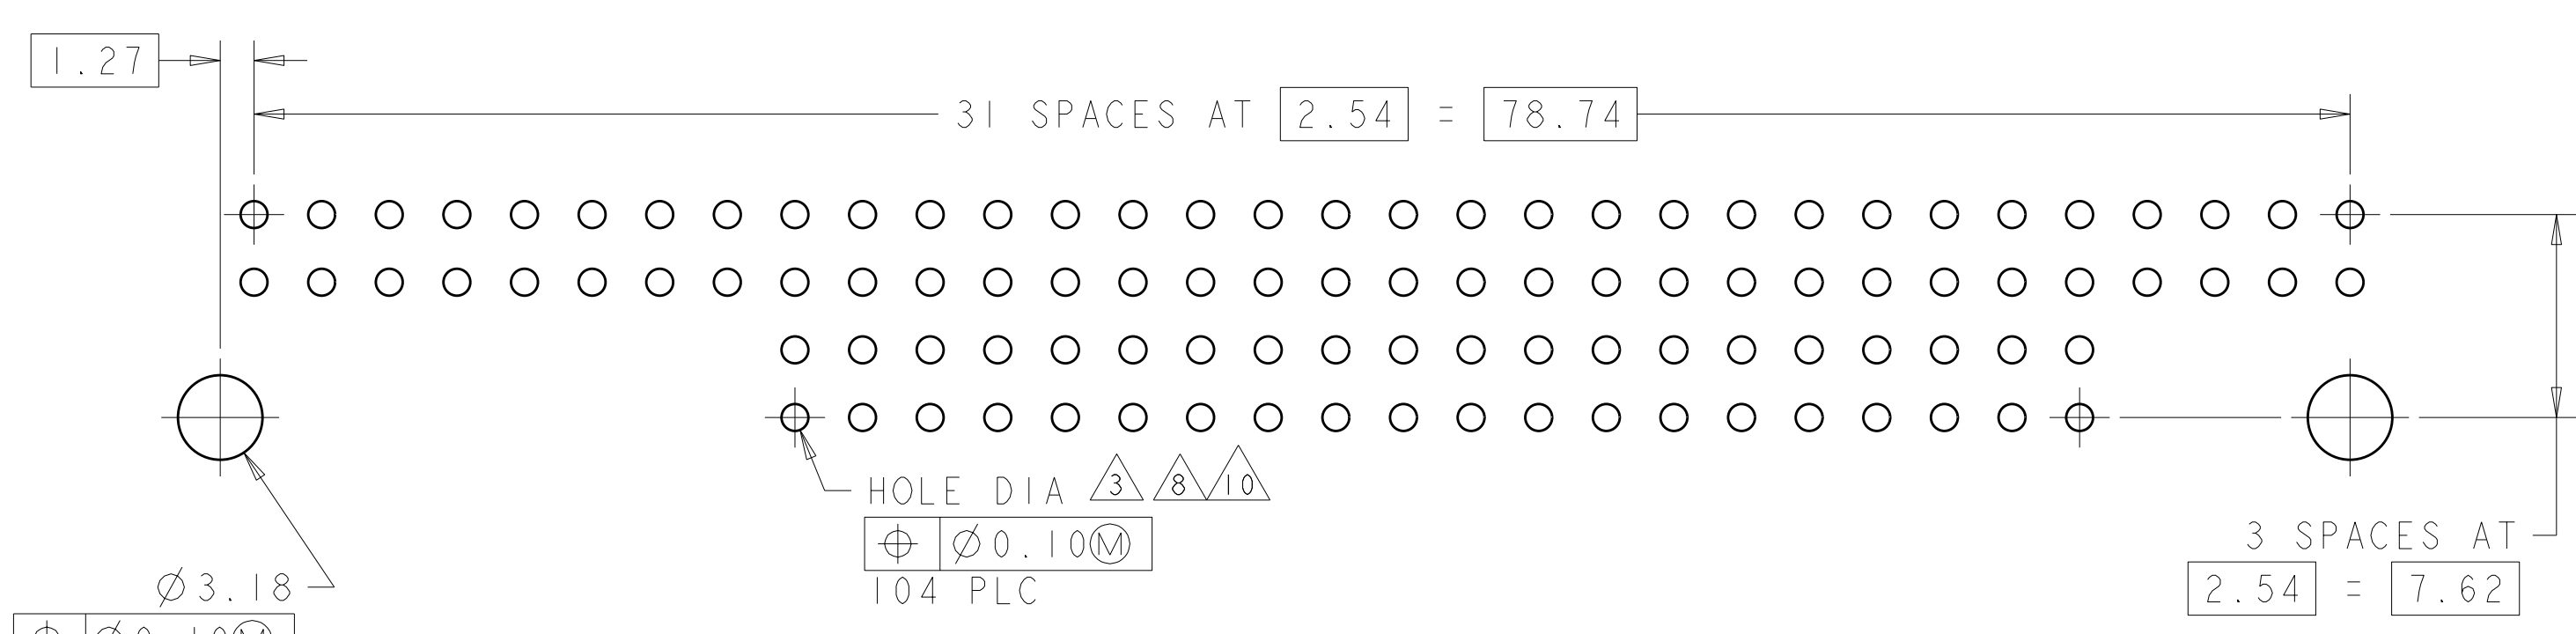 1.27
31 SPACES AT 2.54 = 78.74
HOLE DIA 3 8 10
⌖ Ø0.10Ⓜ
104 PLC
Ø3.18
3 SPACES AT
2.54 = 7.62